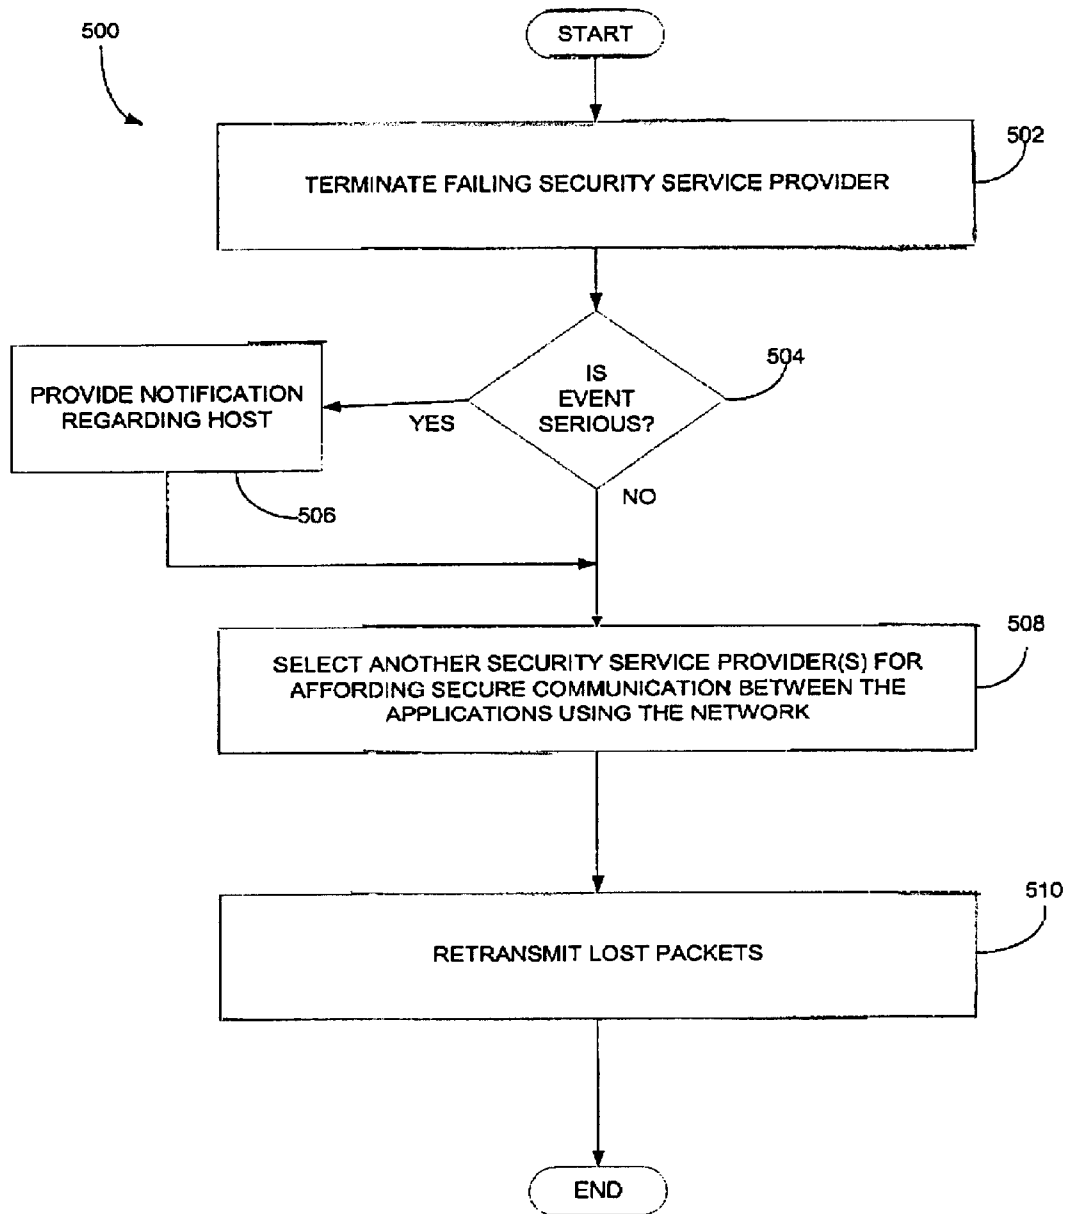 START
500
502
TERMINATE FAILING SECURITY SERVICE PROVIDER
504
IS
EVENT
SERIOUS?
PROVIDE NOTIFICATION
REGARDING HOST
YES
NO
506
508
SELECT ANOTHER SECURITY SERVICE PROVIDER(S) FOR
AFFORDING SECURE COMMUNICATION BETWEEN THE
APPLICATIONS USING THE NETWORK
510
RETRANSMIT LOST PACKETS
END